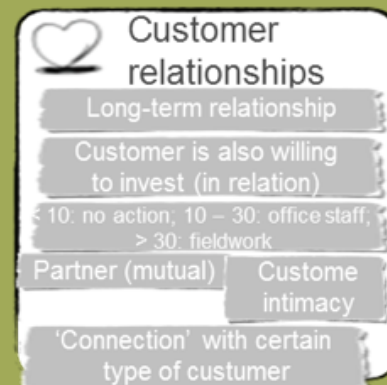 Customer
relationships
Long-term relationship
Customer is also willing
to invest (in relation)
< 10: no action; 10 – 30: office staff;
> 30: fieldwork
Partner (mutual)
Custome
intimacy
‘Connection’ with certain
type of custumer